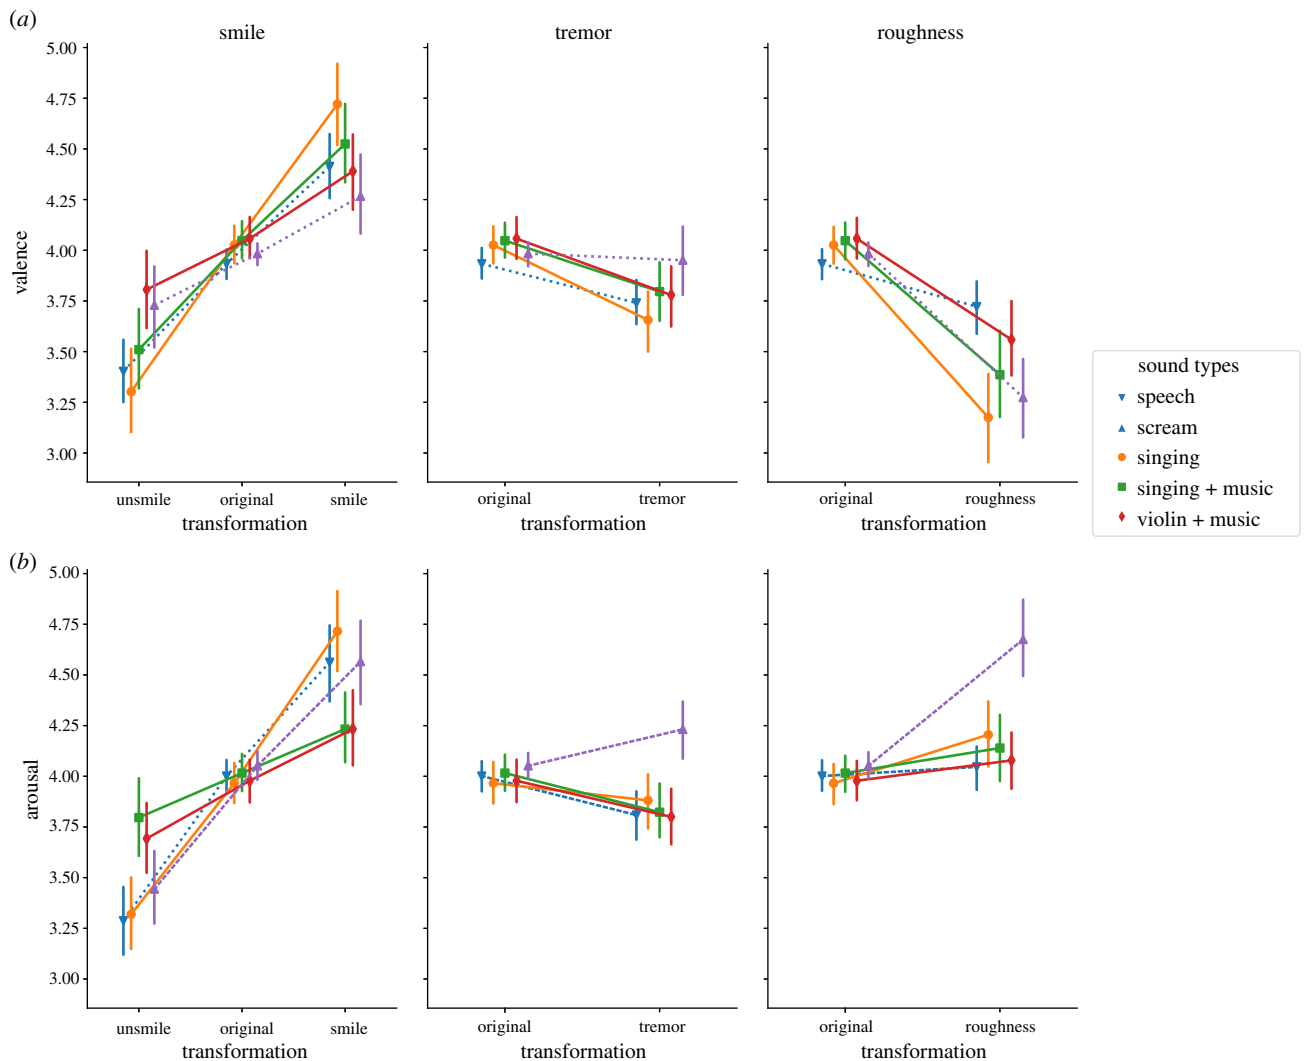 (a)
smile tremor roughness
5.00
4.75
4.50
4.25
4.00
3.75
3.50
3.25
3.00
valence
unsmile original smile
transformation
original tremor
transformation
original roughness
transformation
sound types
speech
scream
singing
singing + music
violin + music
(b)
5.00
4.75
4.50
4.25
4.00
3.75
3.50
3.25
3.00
arousal
unsmile original smile
transformation
original tremor
transformation
original roughness
transformation